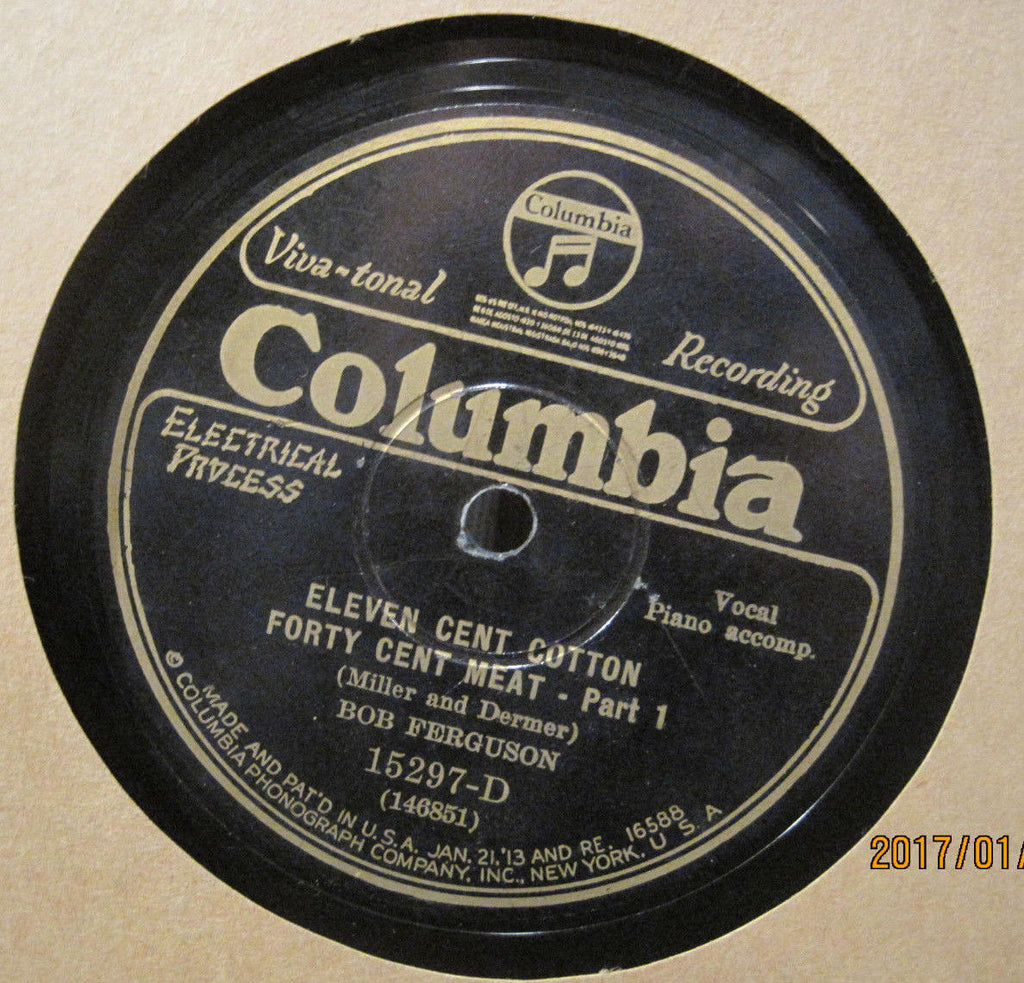 Columbia
Viva-tonal
Recording
Columbia
ELECTRICAL
PROCESS
Vocal
Piano accomp.
ELEVEN CENT COTTON
FORTY CENT MEAT - Part 1
(Miller and Dermer)
BOB FERGUSON
15297-D
(146851)
MADE AND PAT'D IN U.S.A. JAN. 21,'13 AND RE. 16588
© COLUMBIA PHONOGRAPH COMPANY, INC., NEW YORK, U S A
2017/01/